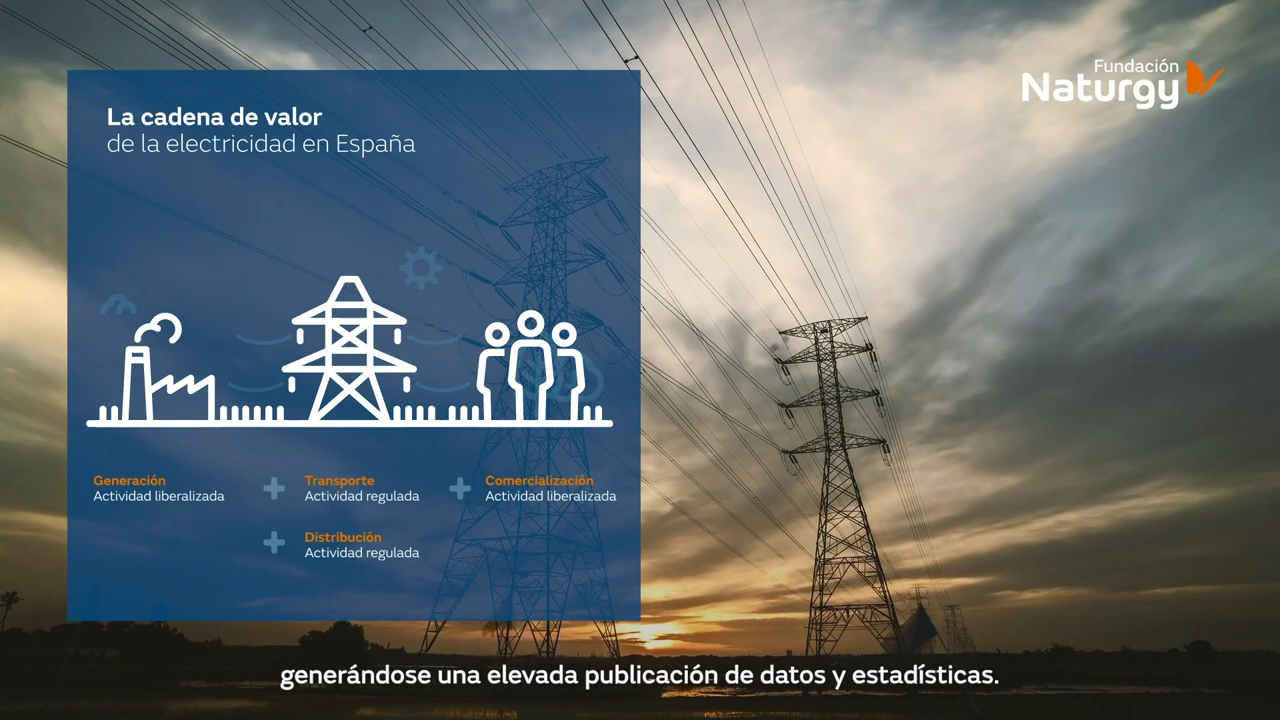 La cadena de valor
de la electricidad en España
Fundación
Naturgy
Generación
Actividad liberalizada
Transporte
Actividad regulada
Comercialización
Actividad liberalizada
Distribución
Actividad regulada
generándose una elevada publicación de datos y estadísticas.